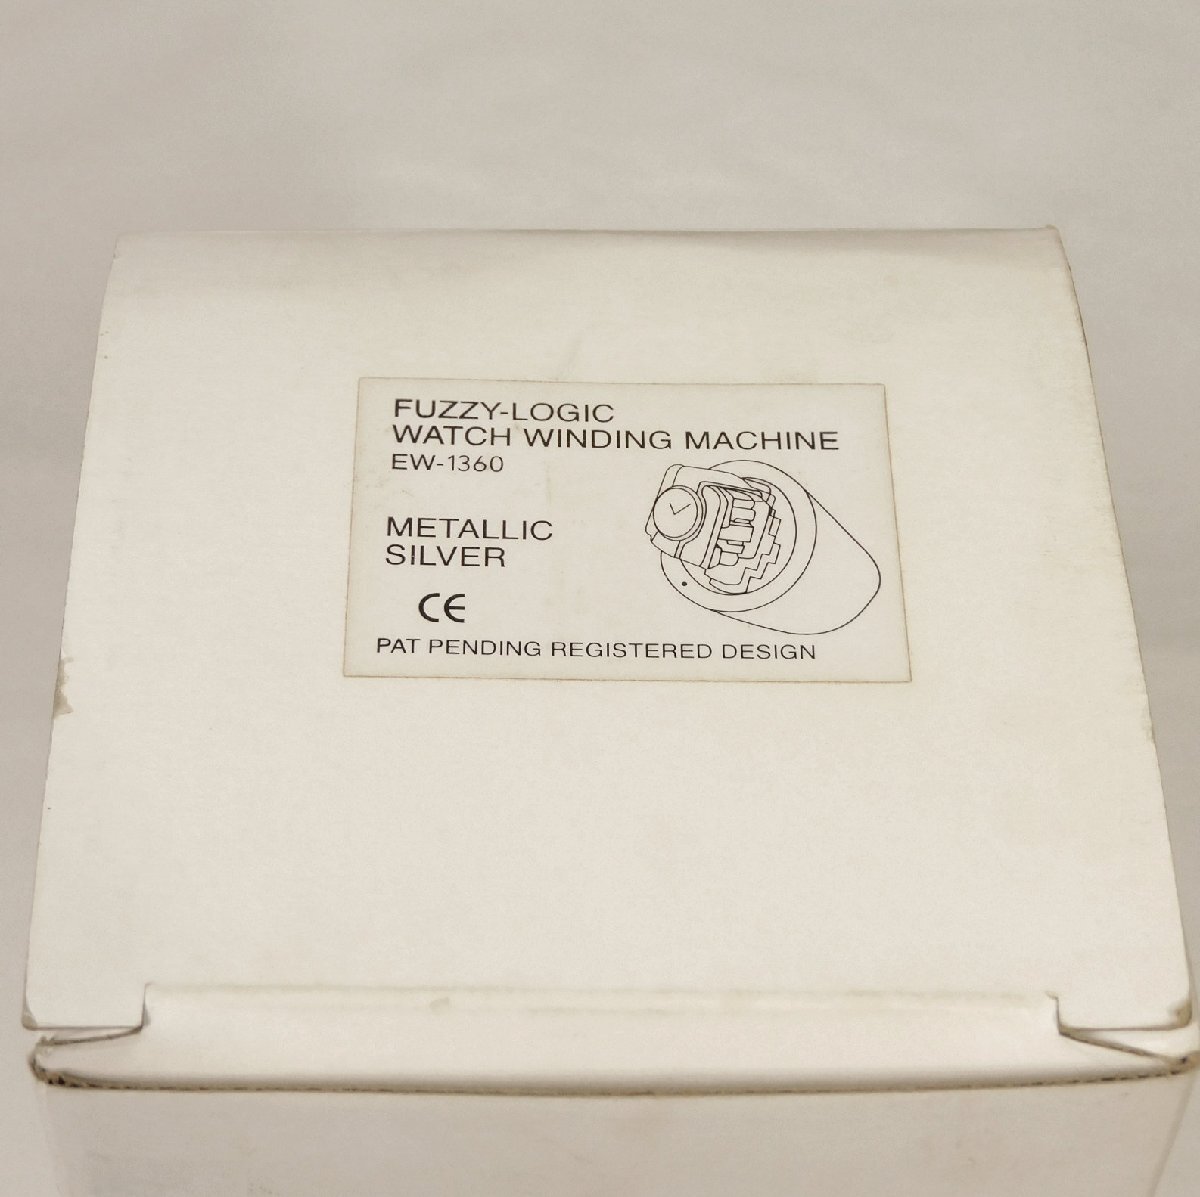 FUZZY-LOGIC
WATCH WINDING MACHINE
EW-1360
METALLIC
SILVER
CE
PAT PENDING REGISTERED DESIGN